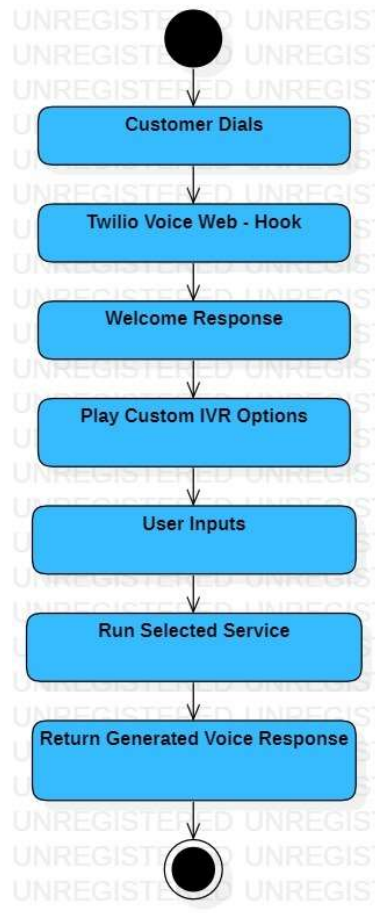 Customer Dials
Twilio Voice Web - Hook
Welcome Response
Play Custom IVR Options
User Inputs
Run Selected Service
Return Generated Voice Response
UNREGISTERED